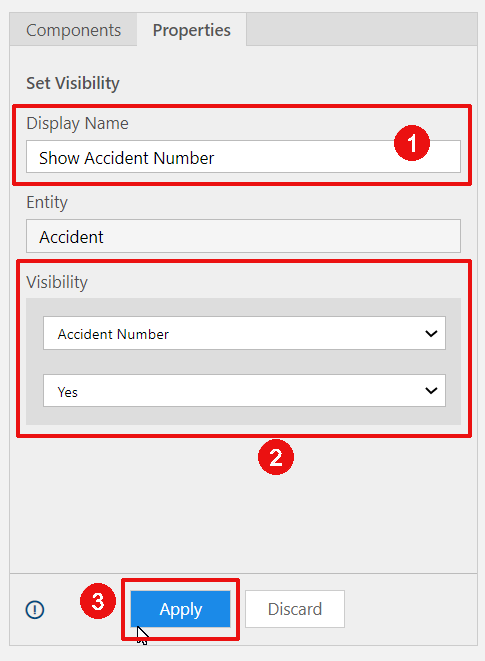 Components Properties
Set Visibility
Display Name
1
Show Accident Number
Entity
Accident
Visibility
Accident Number
Yes
2
3 Apply Discard